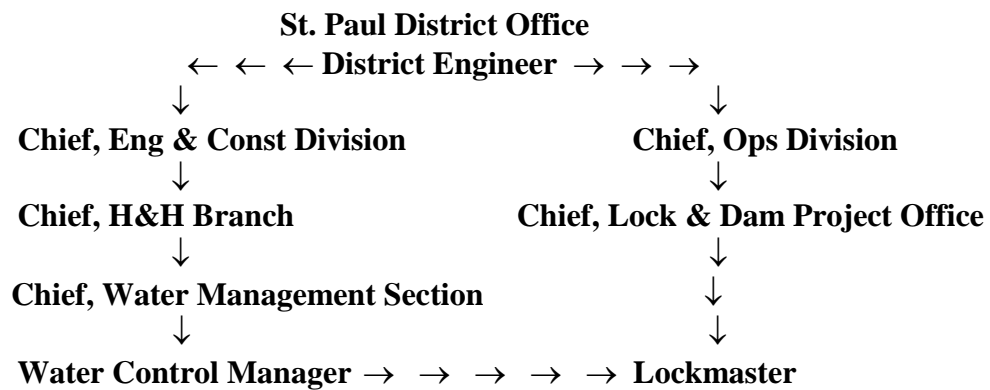 St. Paul District Office
← ← ← District Engineer → → →
↓ ↓
Chief, Eng & Const Division Chief, Ops Division
↓ ↓
Chief, H&H Branch Chief, Lock & Dam Project Office
↓ ↓
Chief, Water Management Section ↓
↓ ↓
Water Control Manager → → → → → Lockmaster